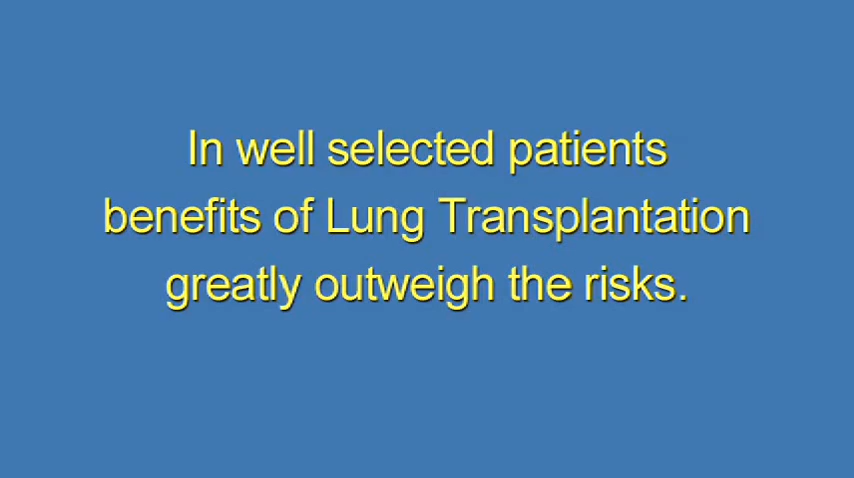 In well selected patients
benefits of Lung Transplantation
greatly outweigh the risks.